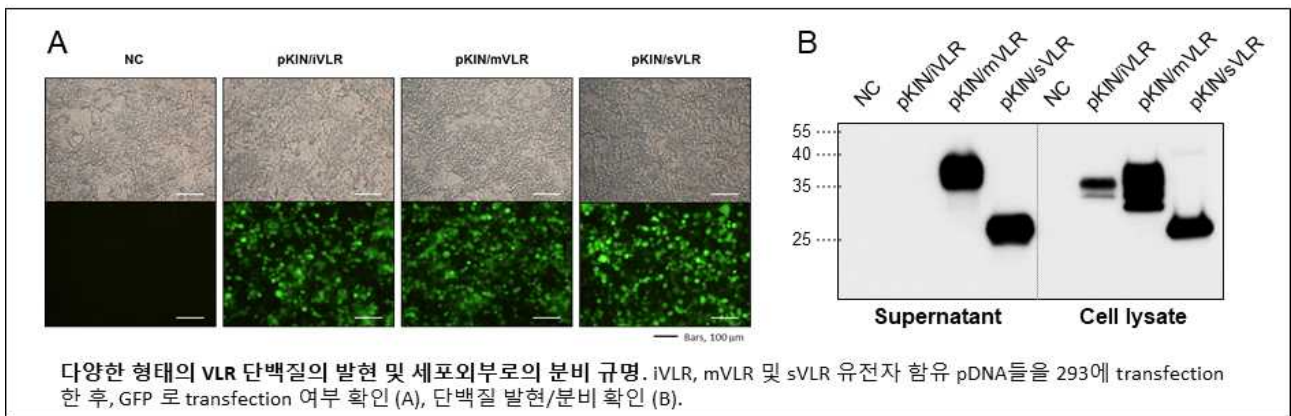 A
NC
pKIN/iVLR
pKIN/mVLR
pKIN/sVLR
Bars, 100 μm
B
NC
pKIN/iVLR
pKIN/mVLR
pKIN/sVLR
NC
pKIN/iVLR
pKIN/mVLR
pKIN/sVLR
55
40
35
25
Supernatant
Cell lysate
다양한 형태의 VLR 단백질의 발현 및 세포외부로의 분비 규명. iVLR, mVLR 및 sVLR 유전자 함유 pDNA들을 293에 transfection
한 후, GFP 로 transfection 여부 확인 (A), 단백질 발현/분비 확인 (B).